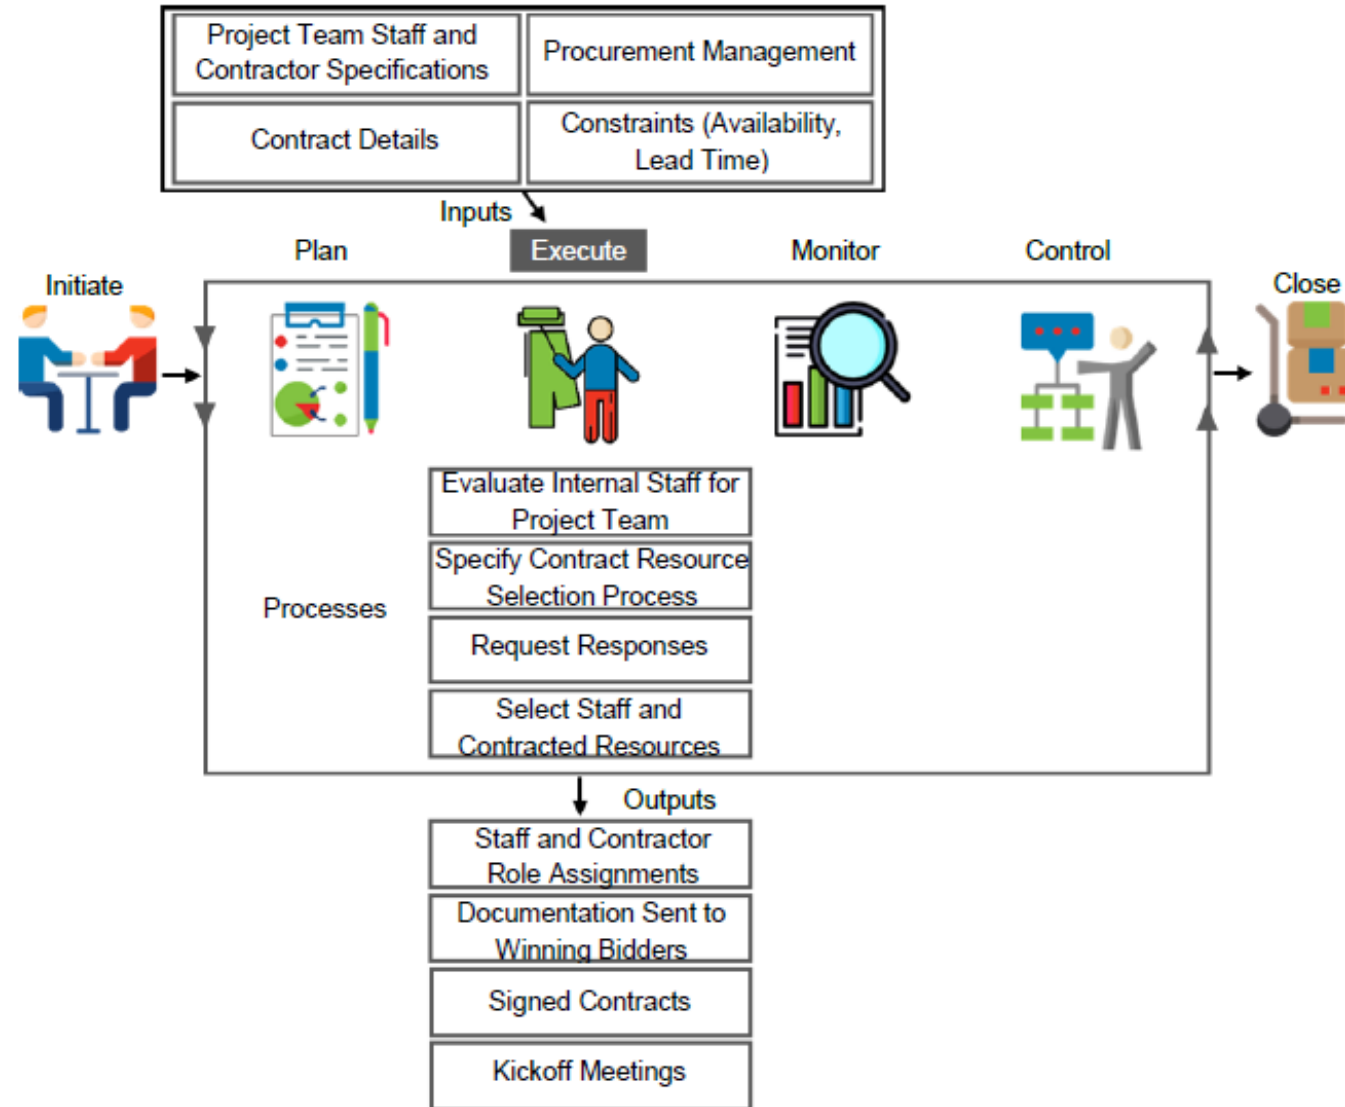 Project Team Staff and
Contractor Specifications
Procurement Management
Contract Details
Constraints (Availability,
Lead Time)
Inputs
Plan
Execute
Monitor
Control
Initiate
Close
Evaluate Internal Staff for
Project Team
Specify Contract Resource
Selection Process
Processes
Request Responses
Select Staff and
Contracted Resources
Outputs
Staff and Contractor
Role Assignments
Documentation Sent to
Winning Bidders
Signed Contracts
Kickoff Meetings